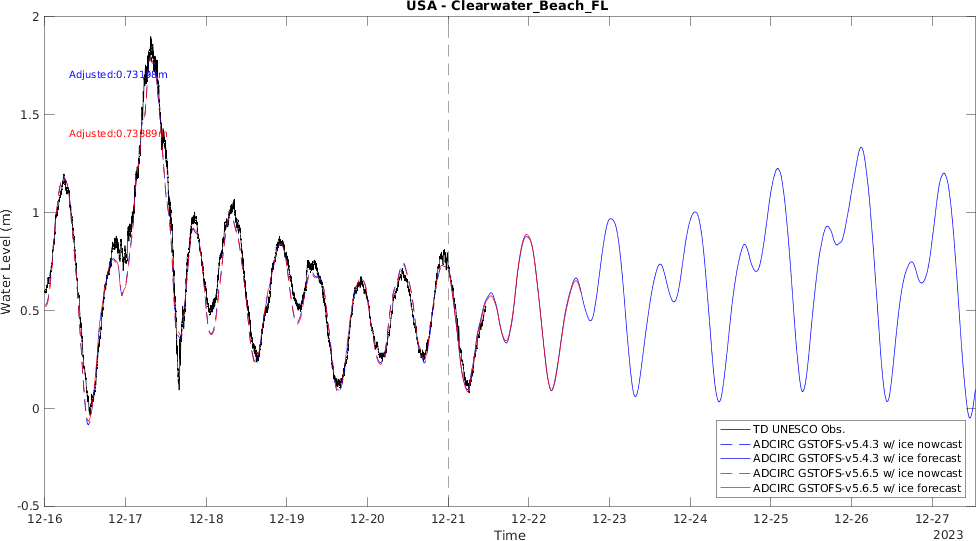 USA - Clearwater_Beach_FL
2
1.5
1
0.5
0
-0.5
Water Level (m)
Adjusted:0.73198m
Adjusted:0.73889m
TD UNESCO Obs.
ADCIRC GSTOFS-v5.4.3 w/ ice nowcast
ADCIRC GSTOFS-v5.4.3 w/ ice forecast
ADCIRC GSTOFS-v5.6.5 w/ ice nowcast
ADCIRC GSTOFS-v5.6.5 w/ ice forecast
12-16 12-17 12-18 12-19 12-20 12-21 12-22 12-23 12-24 12-25 12-26 12-27
Time
2023